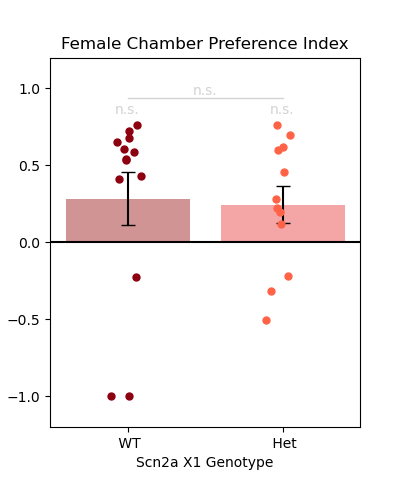 Female Chamber Preference Index
1.0
n.s.
n.s.
n.s.
0.5
0.0
−0.5
−1.0
WT
Het
Scn2a X1 Genotype